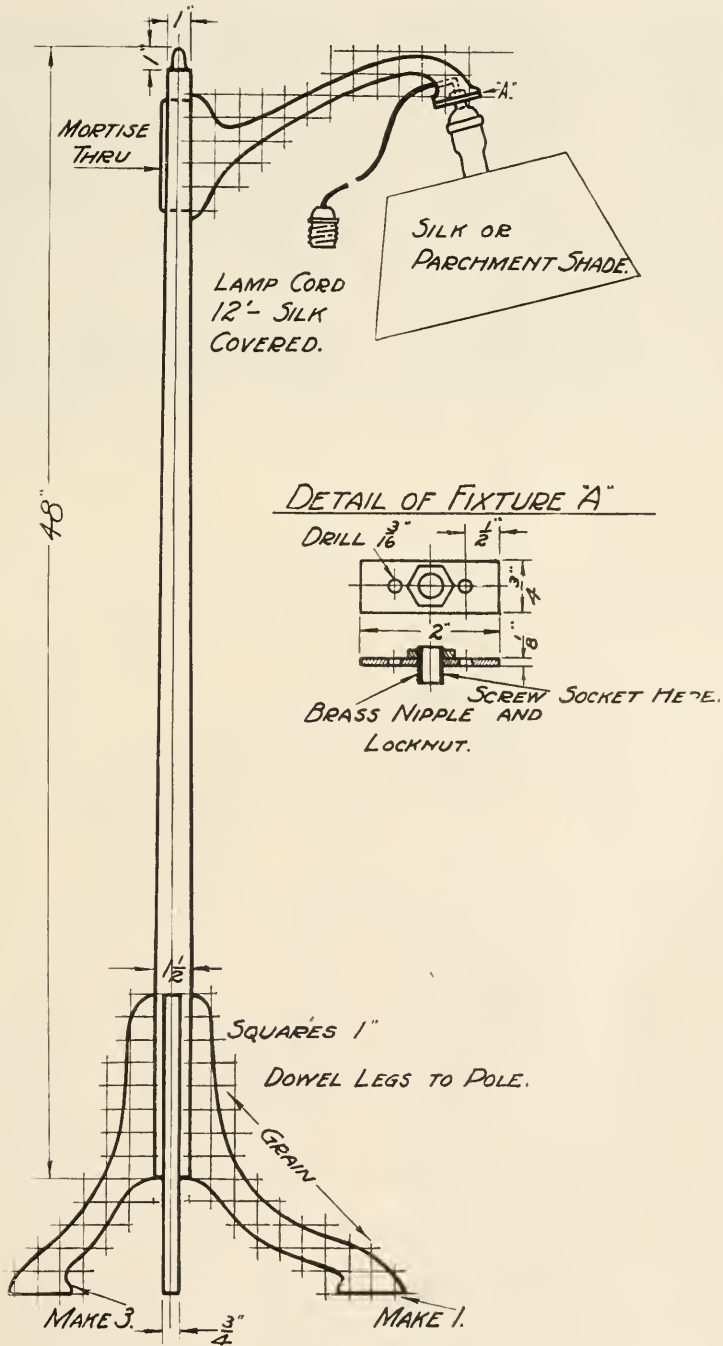 1"
1"
MORTISE
THRU
"A".
SILK OR
PARCHMENT SHADE.
LAMP CORD
12'- SILK
COVERED.
48"
DETAIL OF FIXTURE "A"
DRILL 3/16"
1/2"
3/4"
2"
1/8"
SCREW SOCKET HERE.
BRASS NIPPLE AND
LOCKNUT.
1 1/2"
SQUARES 1"
DOWEL LEGS TO POLE.
GRAIN
MAKE 3.
3/4"
MAKE 1.